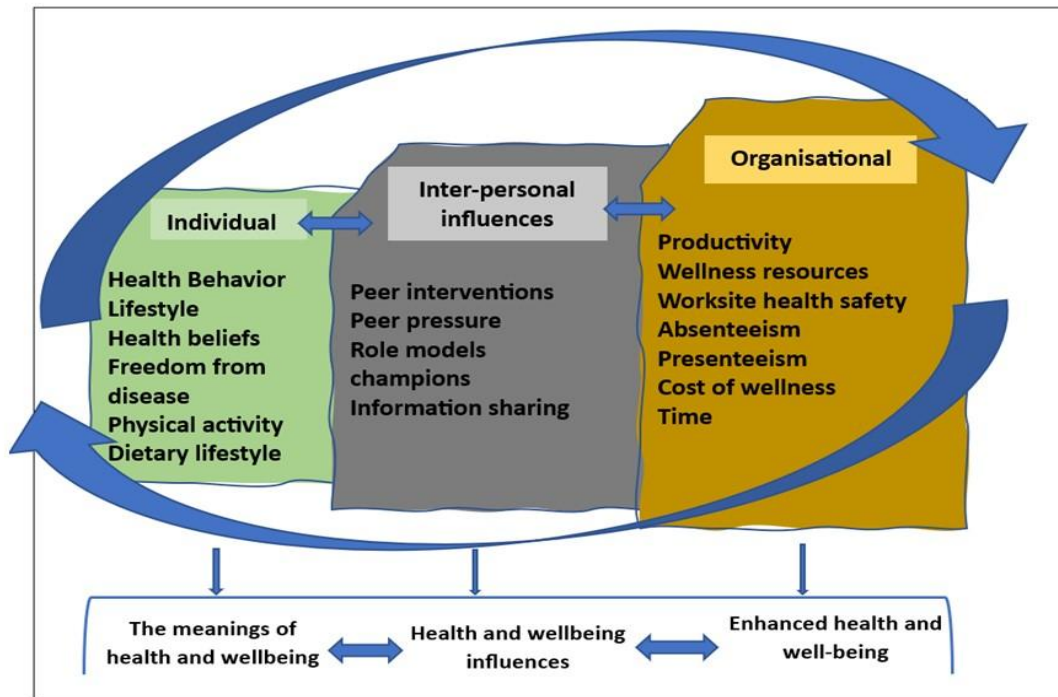 Individual
Health Behavior
Lifestyle
Health beliefs
Freedom from
disease
Physical activity
Dietary lifestyle
Inter-personal
influences
Peer interventions
Peer pressure
Role models
champions
Information sharing
Organisational
Productivity
Wellness resources
Worksite health safety
Absenteeism
Presenteeism
Cost of wellness
Time
The meanings of
health and wellbeing
Health and wellbeing
influences
Enhanced health and
well-being